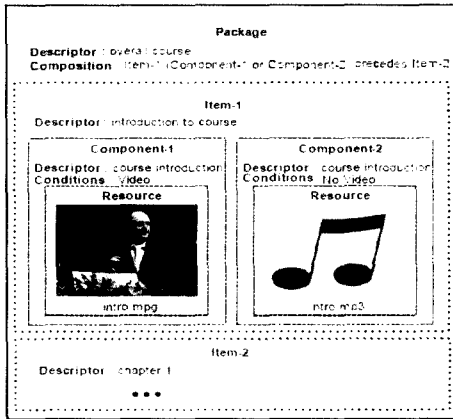 Package
Descriptor : overall course
Composition : Item-1 (Component-1 or Component-2) precedes Item-2
Item-1
Descriptor : introduction to course
Component-1
Descriptor : course introduction
Conditions : Video
Resource
intro.mpg
Component-2
Descriptor : course introduction
Conditions : No Video
Resource
intro.mp3
Item-2
Descriptor : chapter 1
•••